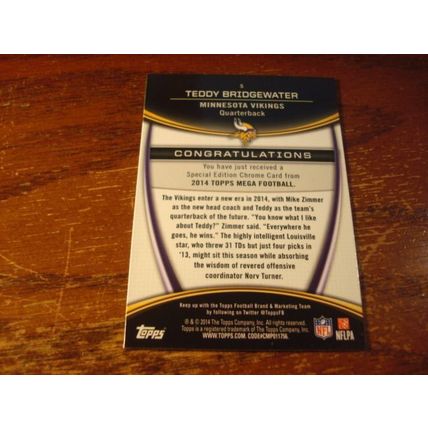 5
TEDDY BRIDGEWATER
MINNESOTA VIKINGS
Quarterback
CONGRATULATIONS
You have just received a
Special Edition Chrome Card from
2014 TOPPS MEGA FOOTBALL.
The Vikings enter a new era in 2014, with Mike Zimmer
as the new head coach and Teddy as the team's
quarterback of the future. "You know what I like
about Teddy?" Zimmer said. "Everywhere
he goes, he wins." The highly intelligent Louisville
star, who threw 31 TDs but just four picks in
'13, might sit this season while absorbing
the wisdom of revered offensive
coordinator Norv Turner.
Keep up with the Topps Football Brand & Marketing Team
by following on Twitter @ToppsFB
® & © 2014 The Topps Company, Inc. All rights reserved.
Topps is a registered trademark of The Topps Company, Inc.
WWW.TOPPS.COM. CODE#CMP011756.
Topps
NFL
NFLPA